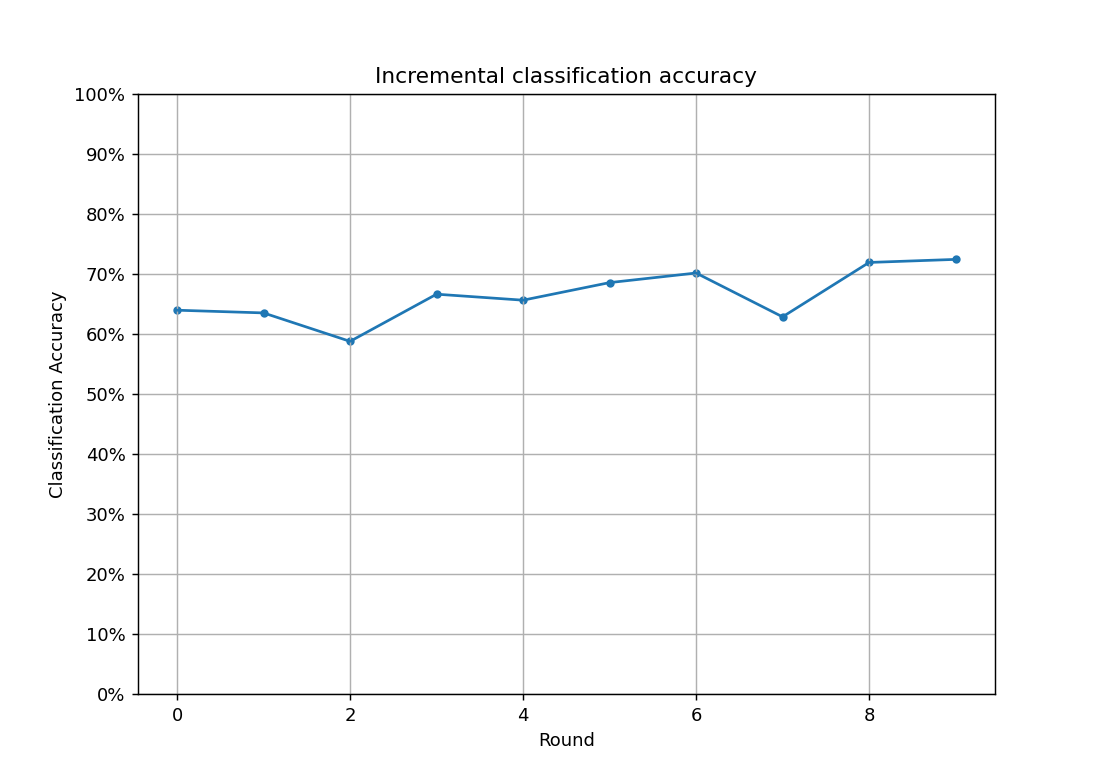 Incremental classification accuracy
100%
90%
80%
70%
60%
50%
40%
30%
20%
10%
0%
Classification Accuracy
0 2 4 6 8
Round